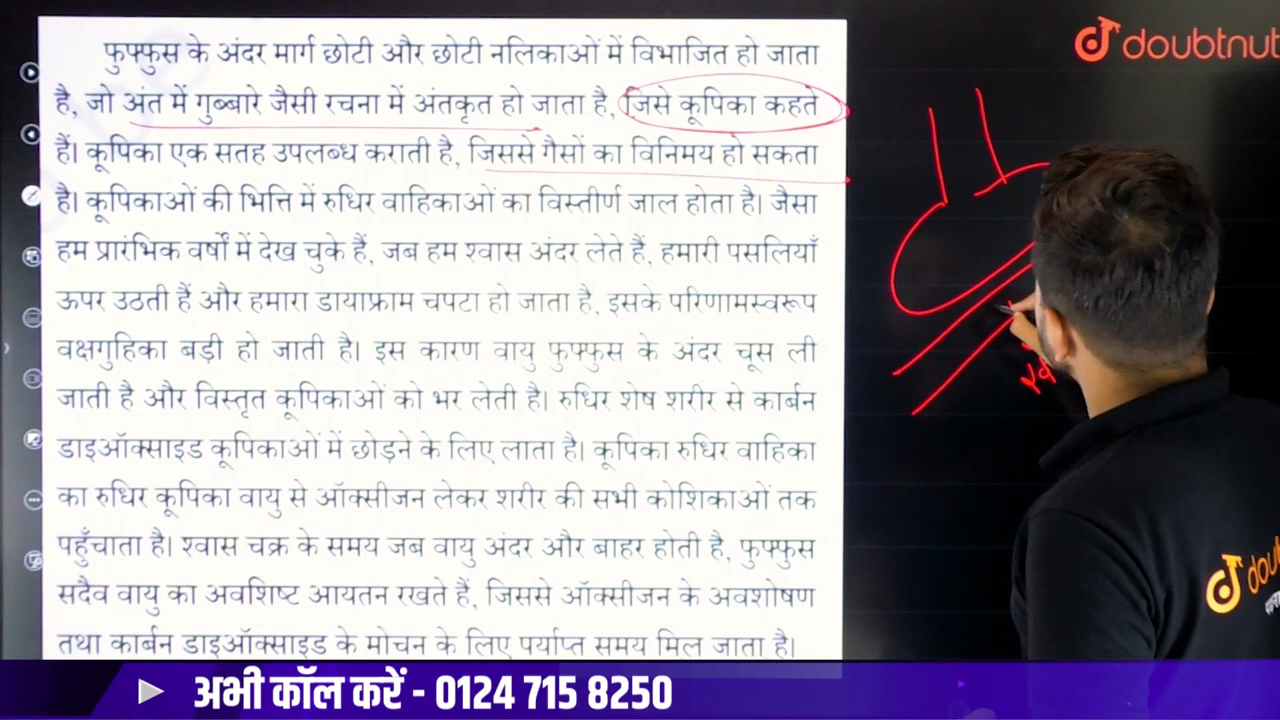 फुफ्फुस के अंदर मार्ग छोटी और छोटी नलिकाओं में विभाजित हो जाता
है, जो अंत में गुब्बारे जैसी रचना में अंतकृत हो जाता है, जिसे कूपिका कहते
हैं। कूपिका एक सतह उपलब्ध कराती है, जिससे गैसों का विनिमय हो सकता
है। कूपिकाओं की भित्ति में रुधिर वाहिकाओं का विस्तीर्ण जाल होता है। जैसा
हम प्रारंभिक वर्षों में देख चुके हैं, जब हम श्वास अंदर लेते हैं, हमारी पसलियाँ
ऊपर उठती हैं और हमारा डायाफ्राम चपटा हो जाता है, इसके परिणामस्वरूप
वक्षगुहिका बड़ी हो जाती है। इस कारण वायु फुफ्फुस के अंदर चूस ली
जाती है और विस्तृत कूपिकाओं को भर लेती है। रुधिर शेष शरीर से कार्बन
डाइऑक्साइड कूपिकाओं में छोड़ने के लिए लाता है। कूपिका रुधिर वाहिका
का रुधिर कूपिका वायु से ऑक्सीजन लेकर शरीर की सभी कोशिकाओं तक
पहुँचाता है। श्वास चक्र के समय जब वायु अंदर और बाहर होती है, फुफ्फुस
सदैव वायु का अवशिष्ट आयतन रखते हैं, जिससे ऑक्सीजन के अवशोषण
तथा कार्बन डाइऑक्साइड के मोचन के लिए पर्याप्त समय मिल जाता है।
doubtnut
अभी कॉल करें - 0124 715 8250